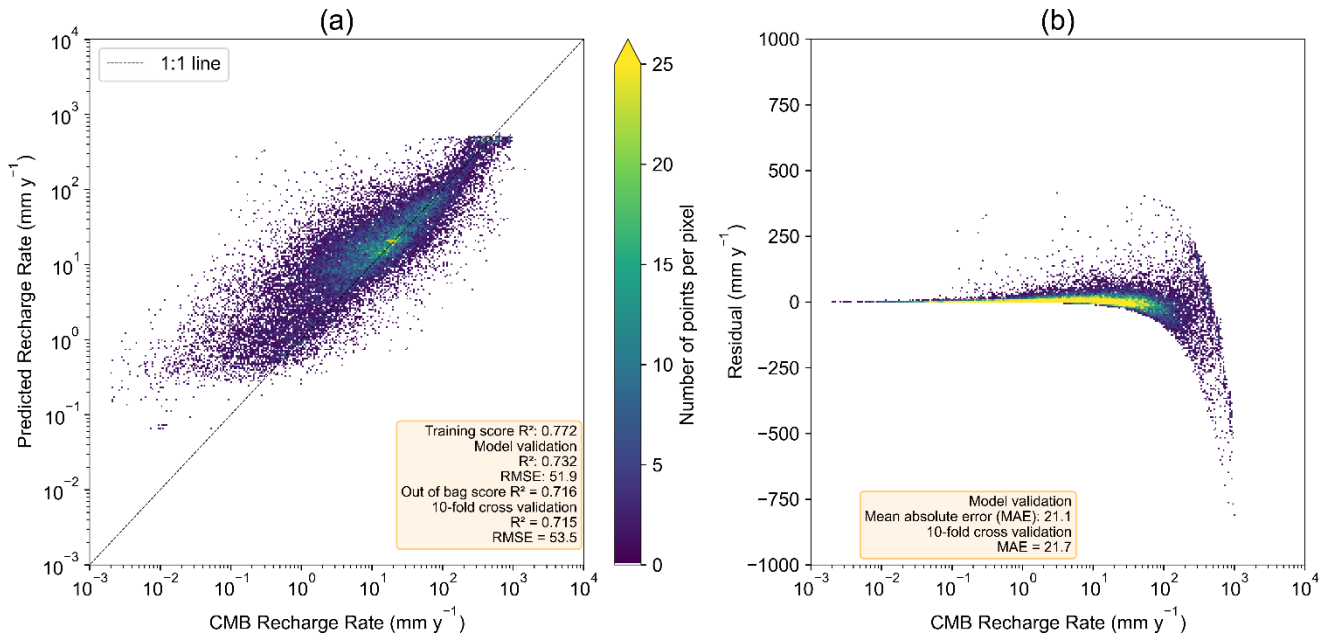 (a)
10⁴
10³
10²
10¹
10⁰
10⁻¹
10⁻²
10⁻³
Predicted Recharge Rate (mm y⁻¹)
1:1 line
Training score R²: 0.772
Model validation
R²: 0.732
RMSE: 51.9
Out of bag score R² = 0.716
10-fold cross validation
R² = 0.715
RMSE = 53.5
10⁻³ 10⁻² 10⁻¹ 10⁰ 10¹ 10² 10³ 10⁴
CMB Recharge Rate (mm y⁻¹)
25
20
15
10
5
0
Number of points per pixel
(b)
1000
750
500
250
0
−250
−500
−750
−1000
Residual (mm y⁻¹)
Model validation
Mean absolute error (MAE): 21.1
10-fold cross validation
MAE = 21.7
10⁻³ 10⁻² 10⁻¹ 10⁰ 10¹ 10² 10³ 10⁴
CMB Recharge Rate (mm y⁻¹)